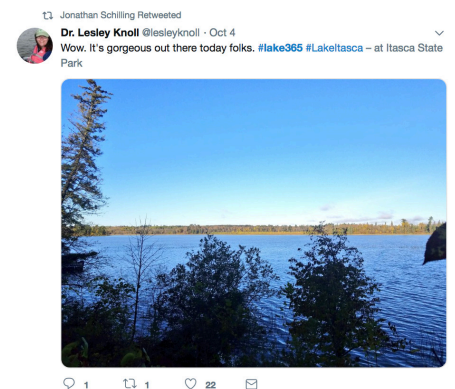 Jonathan Schilling Retweeted
Dr. Lesley Knoll @lesleyknoll · Oct 4
Wow. It's gorgeous out there today folks. #lake365 #LakeItasca – at Itasca State
Park
1 1 22